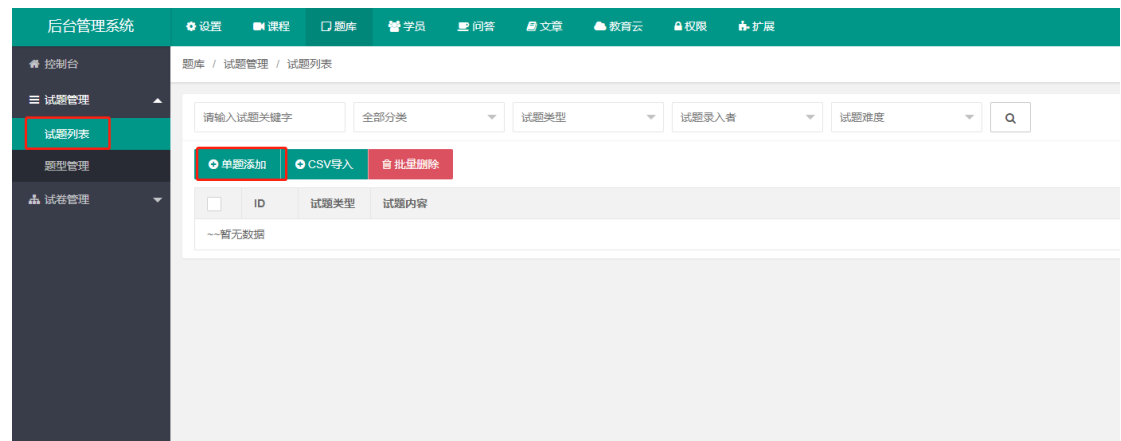 后台管理系统 设置 课程 题库 学员 问答 文章 教育云 权限 扩展
控制台
题库 / 试题管理 / 试题列表
试题管理
试题列表
题型管理
试卷管理
请输入试题关键字 全部分类 试题类型 试题录入者 试题难度
单题添加 CSV导入 批量删除
ID 试题类型 试题内容
~~暂无数据